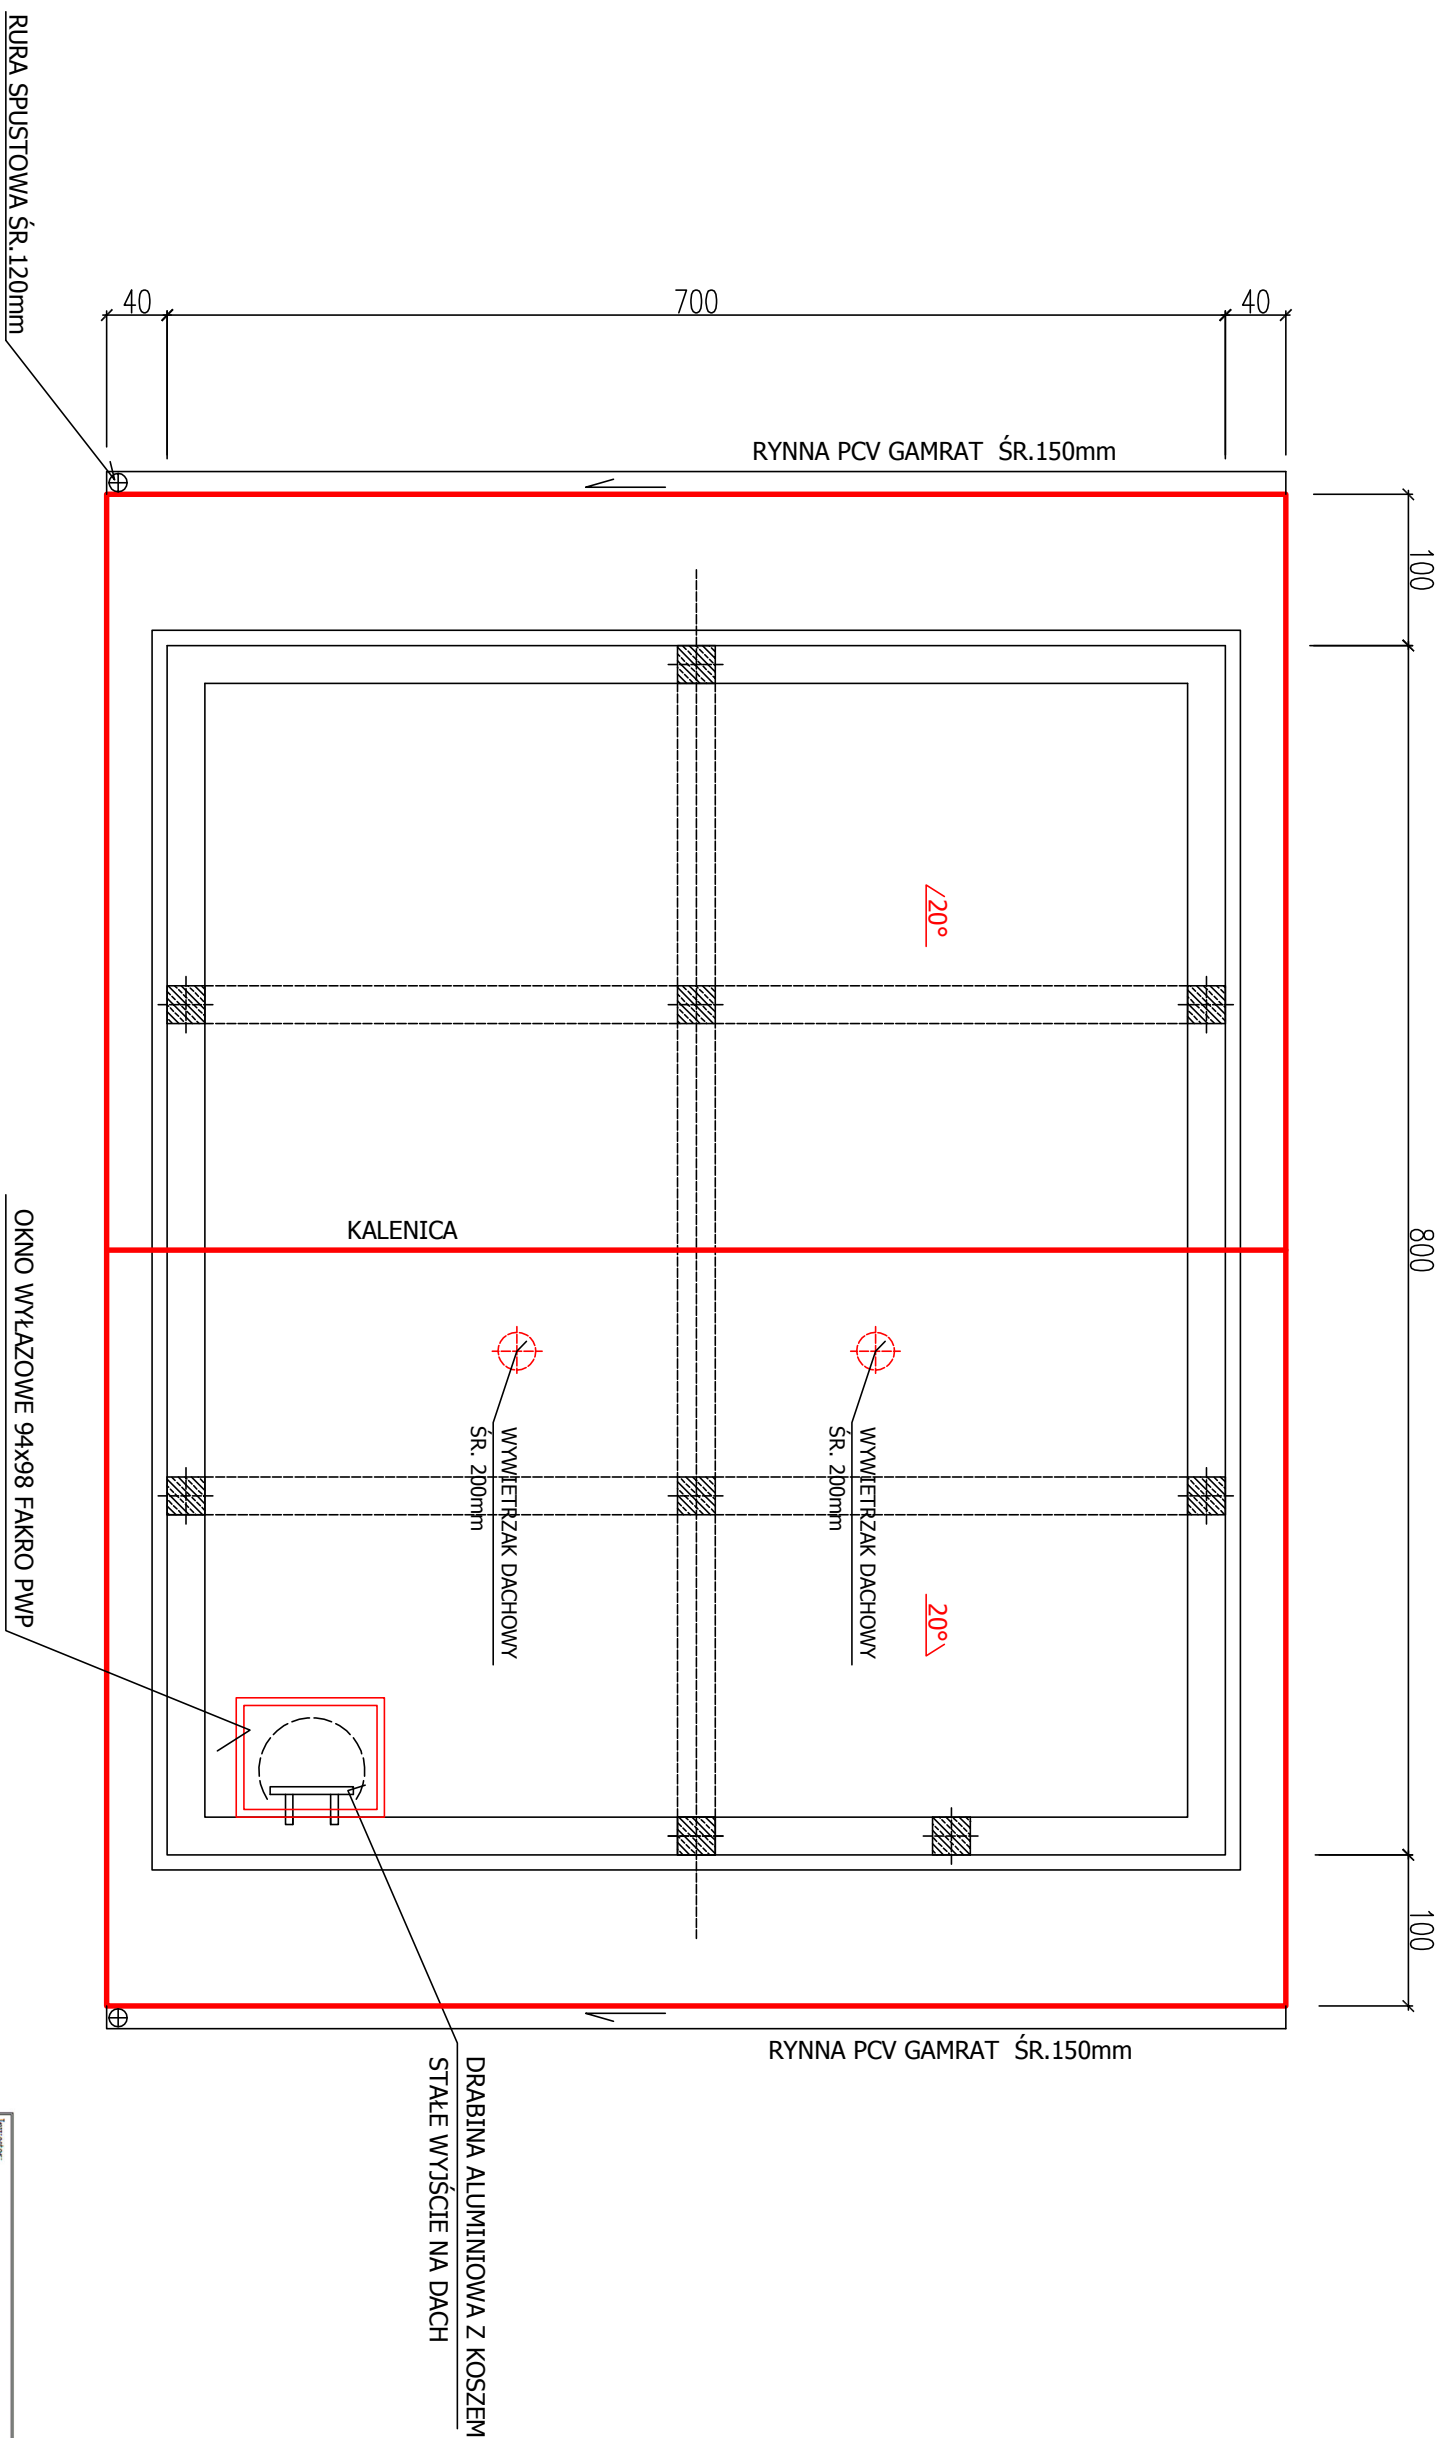 RURA SPUSTOWA ŚR.120mm
40
700
40
RYNNA PCV GAMRAT ŚR.150mm
100
800
100
20°
KALENICA
WYWIETRZAK DACHOWY
ŚR. 200mm
WYWIETRZAK DACHOWY
ŚR. 200mm
20°
OKNO WYŁAZOWE 94x98 FAKRO PWP
RYNNA PCV GAMRAT ŚR.150mm
DRABINA ALUMINIOWA Z KOSZEM
STAŁE WYJŚCIE NA DACH